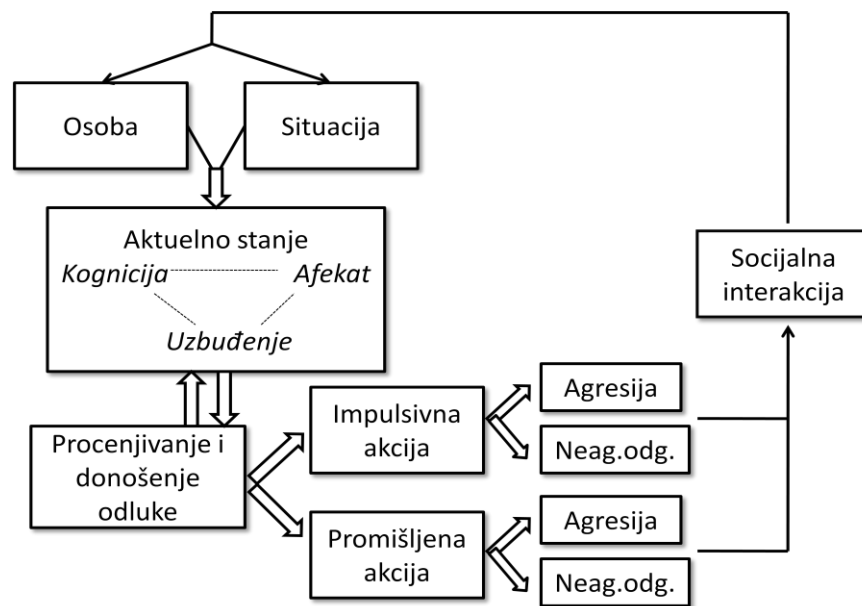 Osoba
Situacija
Aktuelno stanje
Kognicija
Afekat
Uzbuđenje
Socijalna
interakcija
Procenjivanje i
donošenje
odluke
Impulsivna
akcija
Agresija
Neag.odg.
Promišljena
akcija
Agresija
Neag.odg.